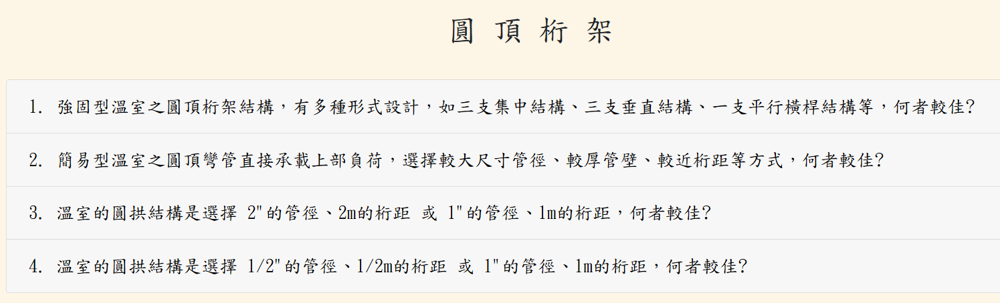 圓頂桁架
1. 強固型溫室之圓頂桁架結構，有多種形式設計，如三支集中結構、三支垂直結構、一支平行橫桿結構等，何者較佳?
2. 簡易型溫室之圓頂彎管直接承載上部負荷，選擇較大尺寸管徑、較厚管壁、較近桁距等方式，何者較佳?
3. 溫室的圓拱結構是選擇 2"的管徑、2m的桁距 或 1"的管徑、1m的桁距，何者較佳?
4. 溫室的圓拱結構是選擇 1/2"的管徑、1/2m的桁距 或 1"的管徑、1m的桁距，何者較佳?